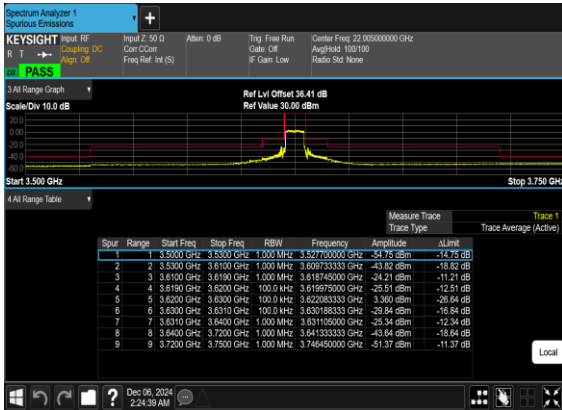 Spectrum Analyzer 1
Spurious Emissions
+
KEYSIGHT Input: RF Input Z: 50 Ω Atten: 0 dB Trig: Free Run Center Freq: 22.005000000 GHz
R T Coupling: DC Corr CCorr Gate: Off Avg|Hold: 100/100
Align: Off Freq Ref: Int (S) IF Gain: Low Radio Std: None
PASS
3 All Range Graph
Ref Lvl Offset 36.41 dB
Scale/Div 10.0 dB Ref Value 30.00 dBm
20.0
0.00
-20.0
-40.0
-60.0
Start 3.500 GHz Stop 3.750 GHz
4 All Range Table
Measure Trace Trace 1
Trace Type Trace Average (Active)
Spur Range Start Freq Stop Freq RBW Frequency Amplitude ΔLimit
1 1 3.5000 GHz 3.5300 GHz 1.000 MHz 3.527700000 GHz -54.75 dBm -14.75 dB
2 2 3.5300 GHz 3.6100 GHz 1.000 MHz 3.609733333 GHz -43.82 dBm -18.82 dB
3 3 3.6100 GHz 3.6190 GHz 1.000 MHz 3.618745000 GHz -24.21 dBm -11.21 dB
4 4 3.6190 GHz 3.6200 GHz 100.0 kHz 3.619975000 GHz -25.51 dBm -12.51 dB
5 5 3.6200 GHz 3.6300 GHz 100.0 kHz 3.622083333 GHz 3.360 dBm -26.64 dB
6 6 3.6300 GHz 3.6310 GHz 100.0 kHz 3.630188333 GHz -29.84 dBm -16.84 dB
7 7 3.6310 GHz 3.6400 GHz 1.000 MHz 3.631105000 GHz -25.34 dBm -12.34 dB
8 8 3.6400 GHz 3.7200 GHz 1.000 MHz 3.641333333 GHz -43.64 dBm -18.64 dB
9 9 3.7200 GHz 3.7500 GHz 1.000 MHz 3.746450000 GHz -51.37 dBm -11.37 dB
Local
? Dec 06, 2024
2:24:39 AM